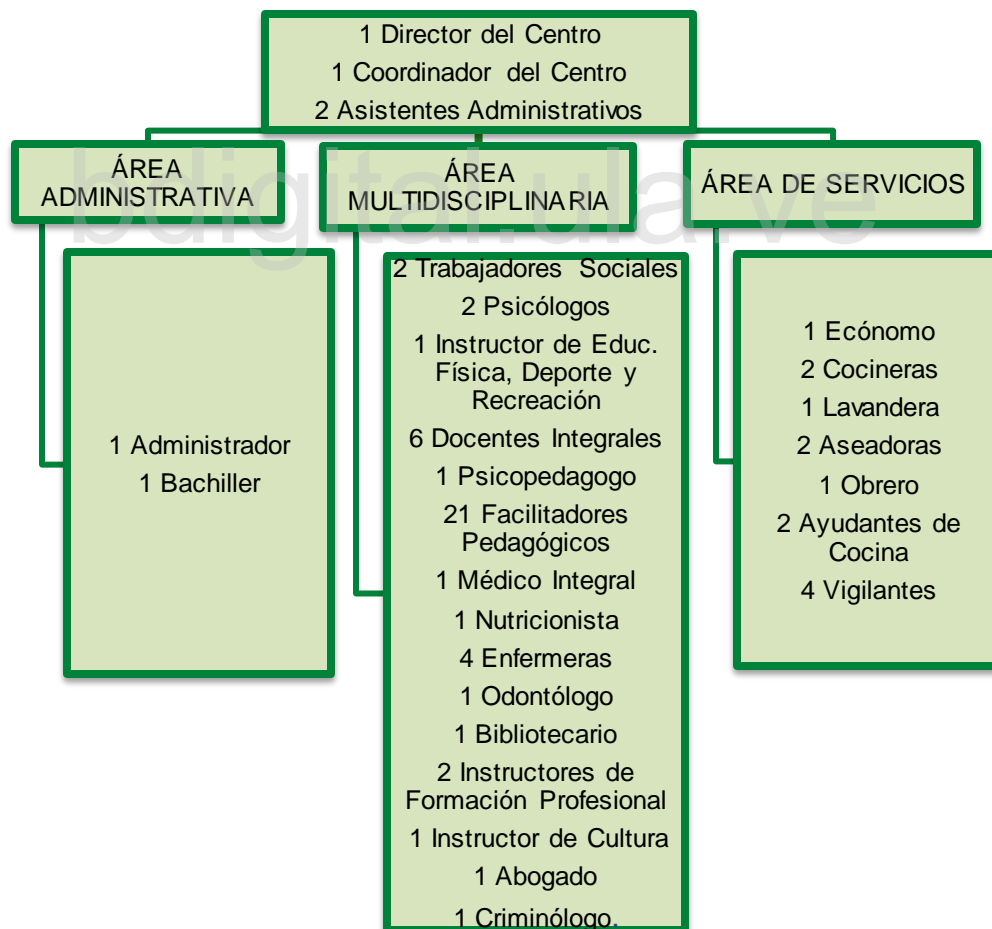 1 Director del Centro
1 Coordinador del Centro
2 Asistentes Administrativos
ÁREA
ADMINISTRATIVA
ÁREA
MULTIDISCIPLINARIA
ÁREA DE SERVICIOS
bdigital.ula.ve
1 Administrador
1 Bachiller
2 Trabajadores Sociales
2 Psicólogos
1 Instructor de Educ.
Física, Deporte y
Recreación
6 Docentes Integrales
1 Psicopedagogo
21 Facilitadores
Pedagógicos
1 Médico Integral
1 Nutricionista
4 Enfermeras
1 Odontólogo
1 Bibliotecario
2 Instructores de
Formación Profesional
1 Instructor de Cultura
1 Abogado
1 Criminólogo.
1 Ecónomo
2 Cocineras
1 Lavandera
2 Aseadoras
1 Obrero
2 Ayudantes de
Cocina
4 Vigilantes